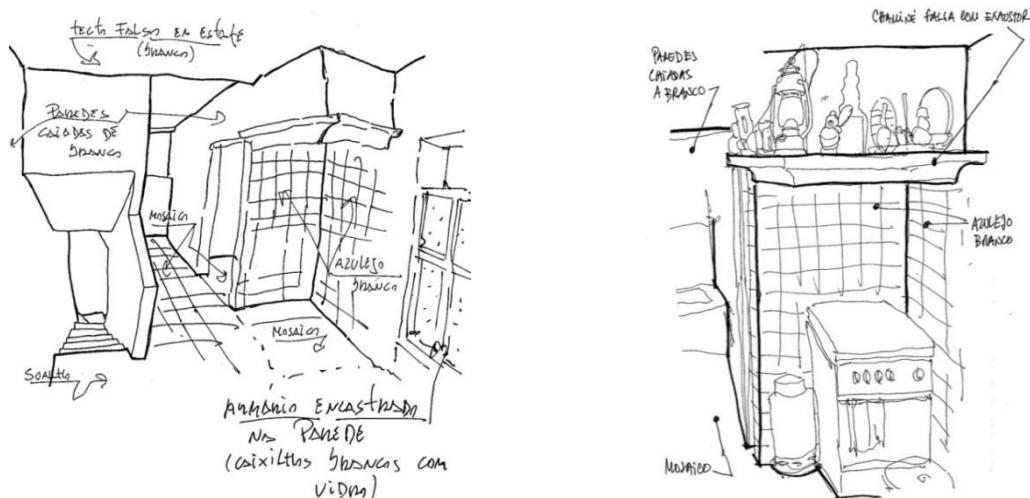 TECTO FALSO EM ESTAFE
(BRANCO)
PAREDES
CAIADAS DE
BRANCO
MOSAICO
AZULEJO
BRANCO
MOSAICO
SOALHO
ARMÁRIO ENCASTRADO
NA PAREDE
(CAIXILHOS BRANCOS COM
VIDRO)
CHAMINÉ FALSA COM EXAUSTOR
PAREDES
CAIADAS
A BRANCO
AZULEJO
BRANCO
MOSAICO